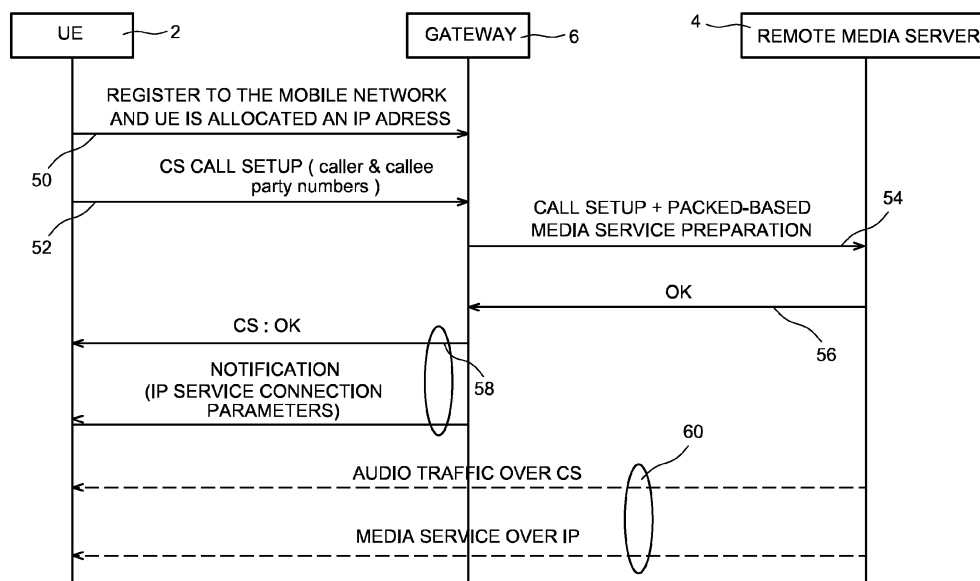 UE
2
GATEWAY
6
4
REMOTE MEDIA SERVER
REGISTER TO THE MOBILE NETWORK
AND UE IS ALLOCATED AN IP ADRESS
50
CS CALL SETUP ( caller & callee
party numbers )
52
CALL SETUP + PACKED-BASED
MEDIA SERVICE PREPARATION
54
OK
56
CS : OK
58
NOTIFICATION
(IP SERVICE CONNECTION
PARAMETERS)
60
AUDIO TRAFFIC OVER CS
MEDIA SERVICE OVER IP